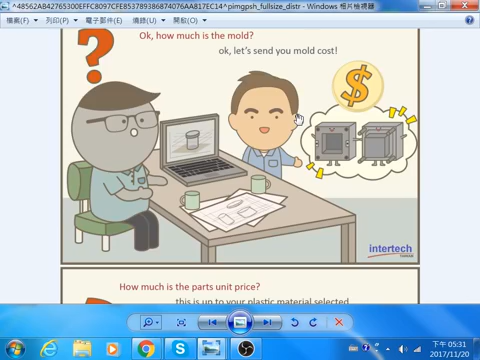 ^48562AB42765300EFFC8097CFE853789386874076AA817EC14^pimgpsh_fullsize_distr - Windows 相片檢視器
檔案(F) 列印(P) 電子郵件(E) 燒錄(U) 開啟(O)
Ok, how much is the mold?
ok, let's send you mold cost!
$
intertech
TAIWAN
How much is the parts unit price?
this is up to your plastic material selected
下午 05:31
2017/11/20